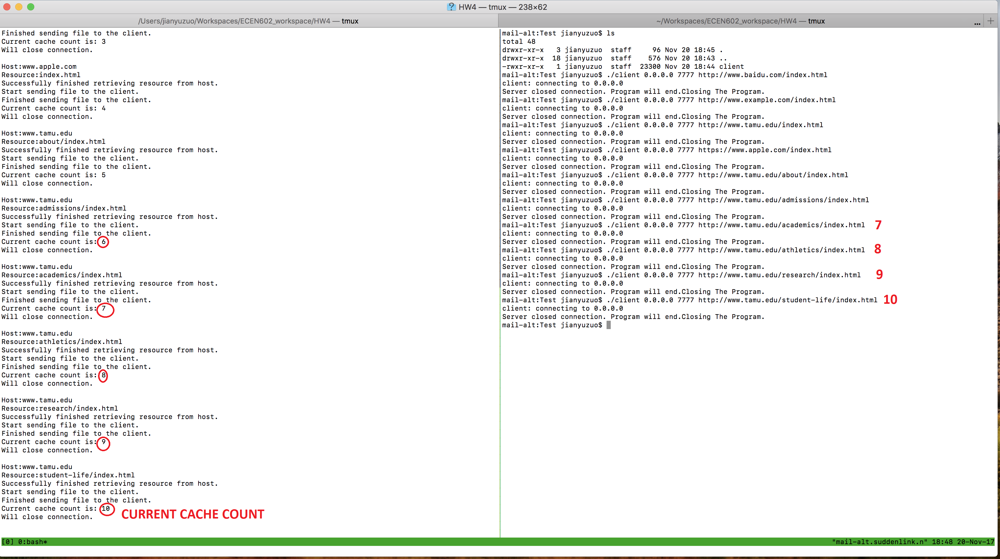 HW4 — tmux — 238×62
/Users/jianyuzuo/Workspaces/ECEN602_workspace/HW4 — tmux
~/Workspaces/ECEN602_workspace/HW4 — tmux
Finished sending file to the client.
Current cache count is: 3
Will close connection.
Host:www.apple.com
Resource:index.html
Successfully finished retrieving resource from host.
Start sending file to the client.
Finished sending file to the client.
Current cache count is: 4
Will close connection.
Host:www.tamu.edu
Resource:about/index.html
Successfully finished retrieving resource from host.
Start sending file to the client.
Finished sending file to the client.
Current cache count is: 5
Will close connection.
Host:www.tamu.edu
Resource:admissions/index.html
Successfully finished retrieving resource from host.
Start sending file to the client.
Finished sending file to the client.
Current cache count is: 6
Will close connection.
Host:www.tamu.edu
Resource:academics/index.html
Successfully finished retrieving resource from host.
Start sending file to the client.
Finished sending file to the client.
Current cache count is: 7
Will close connection.
Host:www.tamu.edu
Resource:athletics/index.html
Successfully finished retrieving resource from host.
Start sending file to the client.
Finished sending file to the client.
Current cache count is: 8
Will close connection.
Host:www.tamu.edu
Resource:research/index.html
Successfully finished retrieving resource from host.
Start sending file to the client.
Finished sending file to the client.
Current cache count is: 9
Will close connection.
Host:www.tamu.edu
Resource:student-life/index.html
Successfully finished retrieving resource from host.
Start sending file to the client.
Finished sending file to the client.
Current cache count is: 10
CURRENT CACHE COUNT
Will close connection.
mail-alt:Test jianyuzuo$ ls
total 48
drwxr-xr-x   3 jianyuzuo  staff     96 Nov 20 18:45 .
drwxr-xr-x  18 jianyuzuo  staff    576 Nov 20 18:43 ..
-rwxr-xr-x   1 jianyuzuo  staff  23300 Nov 20 18:44 client
mail-alt:Test jianyuzuo$ ./client 0.0.0.0 7777 http://www.baidu.com/index.html
client: connecting to 0.0.0.0
Server closed connection. Program will end.Closing The Program.
mail-alt:Test jianyuzuo$ ./client 0.0.0.0 7777 http://www.example.com/index.html
client: connecting to 0.0.0.0
Server closed connection. Program will end.Closing The Program.
mail-alt:Test jianyuzuo$ ./client 0.0.0.0 7777 http://www.tamu.edu/index.html
client: connecting to 0.0.0.0
Server closed connection. Program will end.Closing The Program.
mail-alt:Test jianyuzuo$ ./client 0.0.0.0 7777 https://www.apple.com/index.html
client: connecting to 0.0.0.0
Server closed connection. Program will end.Closing The Program.
mail-alt:Test jianyuzuo$ ./client 0.0.0.0 7777 http://www.tamu.edu/about/index.html
client: connecting to 0.0.0.0
Server closed connection. Program will end.Closing The Program.
mail-alt:Test jianyuzuo$ ./client 0.0.0.0 7777 http://www.tamu.edu/admissions/index.html
client: connecting to 0.0.0.0
Server closed connection. Program will end.Closing The Program.
mail-alt:Test jianyuzuo$ ./client 0.0.0.0 7777 http://www.tamu.edu/academics/index.html 7
client: connecting to 0.0.0.0
Server closed connection. Program will end.Closing The Program.
mail-alt:Test jianyuzuo$ ./client 0.0.0.0 7777 http://www.tamu.edu/athletics/index.html 8
client: connecting to 0.0.0.0
Server closed connection. Program will end.Closing The Program.
mail-alt:Test jianyuzuo$ ./client 0.0.0.0 7777 http://www.tamu.edu/research/index.html 9
client: connecting to 0.0.0.0
Server closed connection. Program will end.Closing The Program.
mail-alt:Test jianyuzuo$ ./client 0.0.0.0 7777 http://www.tamu.edu/student-life/index.html 10
client: connecting to 0.0.0.0
Server closed connection. Program will end.Closing The Program.
mail-alt:Test jianyuzuo$
[0] 0:bash*
"mail-alt.suddenlink.n" 18:48 20-Nov-17